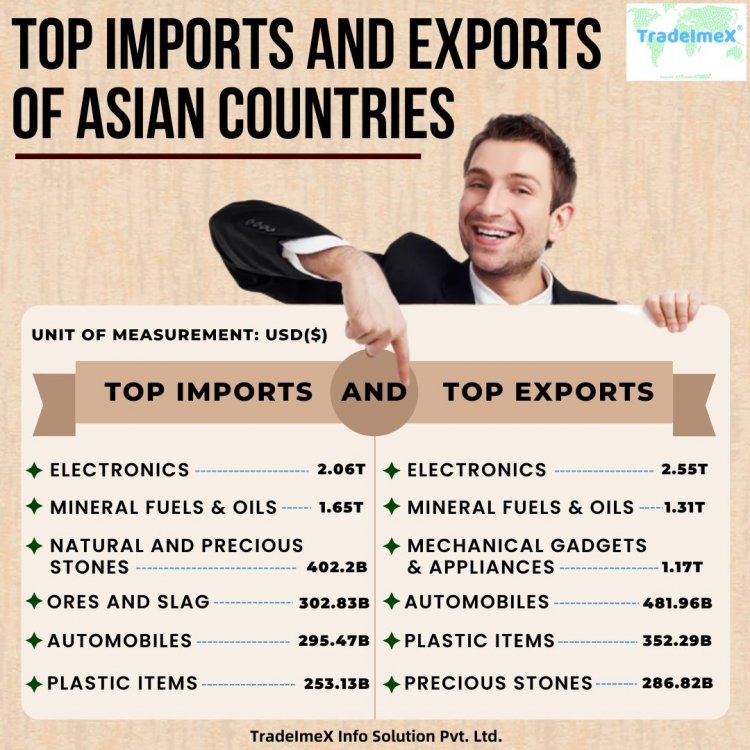 TOP IMPORTS AND EXPORTS
OF ASIAN COUNTRIES
TradeImeX®
UNIT OF MEASUREMENT: USD($)
TOP IMPORTS AND TOP EXPORTS
ELECTRONICS 2.06T
MINERAL FUELS & OILS 1.65T
NATURAL AND PRECIOUS
STONES 402.2B
ORES AND SLAG 302.83B
AUTOMOBILES 295.47B
PLASTIC ITEMS 253.13B
ELECTRONICS 2.55T
MINERAL FUELS & OILS 1.31T
MECHANICAL GADGETS
& APPLIANCES 1.17T
AUTOMOBILES 481.96B
PLASTIC ITEMS 352.29B
PRECIOUS STONES 286.82B
TradeImeX Info Solution Pvt. Ltd.